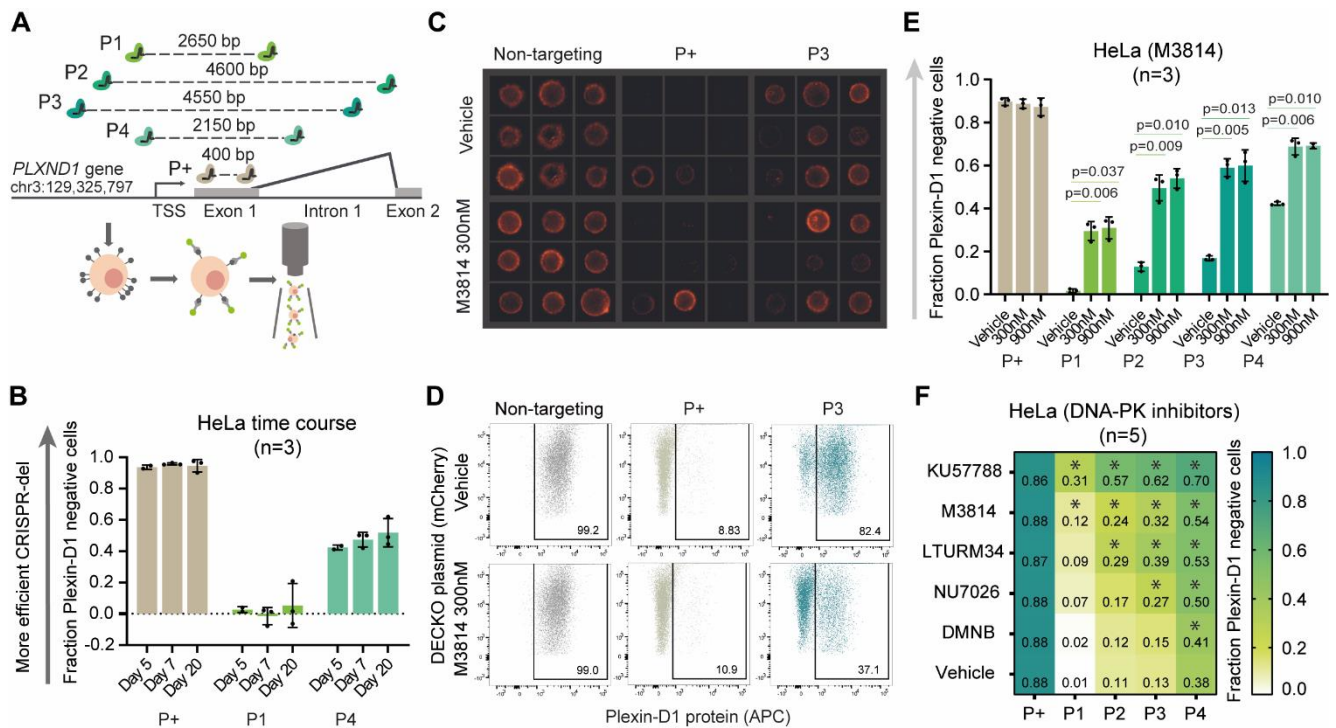 A
P1
2650 bp
P2
4600 bp
P3
4550 bp
P4
2150 bp
P+
400 bp
PLXND1 gene
chr3:129,325,797
TSS
Exon 1
Intron 1
Exon 2
B
HeLa time course
(n=3)
More efficient CRISPR-del
Fraction Plexin-D1 negative cells
1.0
0.8
0.6
0.4
0.2
0.0
-0.2
Day 5
Day 7
Day 20
Day 5
Day 7
Day 20
Day 5
Day 7
Day 20
P+
P1
P4
C
Non-targeting
P+
P3
Vehicle
M3814 300nM
D
Non-targeting
P+
P3
DECKO plasmid (mCherry)
Vehicle
99.2
8.83
82.4
M3814 300nM
99.0
10.9
37.1
Plexin-D1 protein (APC)
E
HeLa (M3814)
(n=3)
Fraction Plexin-D1 negative cells
1.0
0.8
0.6
0.4
0.2
0.0
p=0.037
p=0.006
p=0.010
p=0.009
p=0.013
p=0.005
p=0.010
p=0.006
Vehicle
300nM
900nM
Vehicle
300nM
900nM
Vehicle
300nM
900nM
Vehicle
300nM
900nM
Vehicle
300nM
900nM
P+
P1
P2
P3
P4
F
HeLa (DNA-PK inhibitors)
(n=5)
KU57788 0.86 * 0.31 * 0.57 * 0.62 * 0.70
M3814 0.88 * 0.12 * 0.24 * 0.32 * 0.54
LTURM34 0.87 0.09 * 0.29 * 0.39 * 0.53
NU7026 0.88 0.07 0.17 * 0.27 * 0.50
DMNB 0.88 0.02 0.12 0.15 * 0.41
Vehicle 0.88 0.01 0.11 0.13 0.38
P+ P1 P2 P3 P4
1.0
0.8
0.6
0.4
0.2
0.0
Fraction Plexin-D1 negative cells